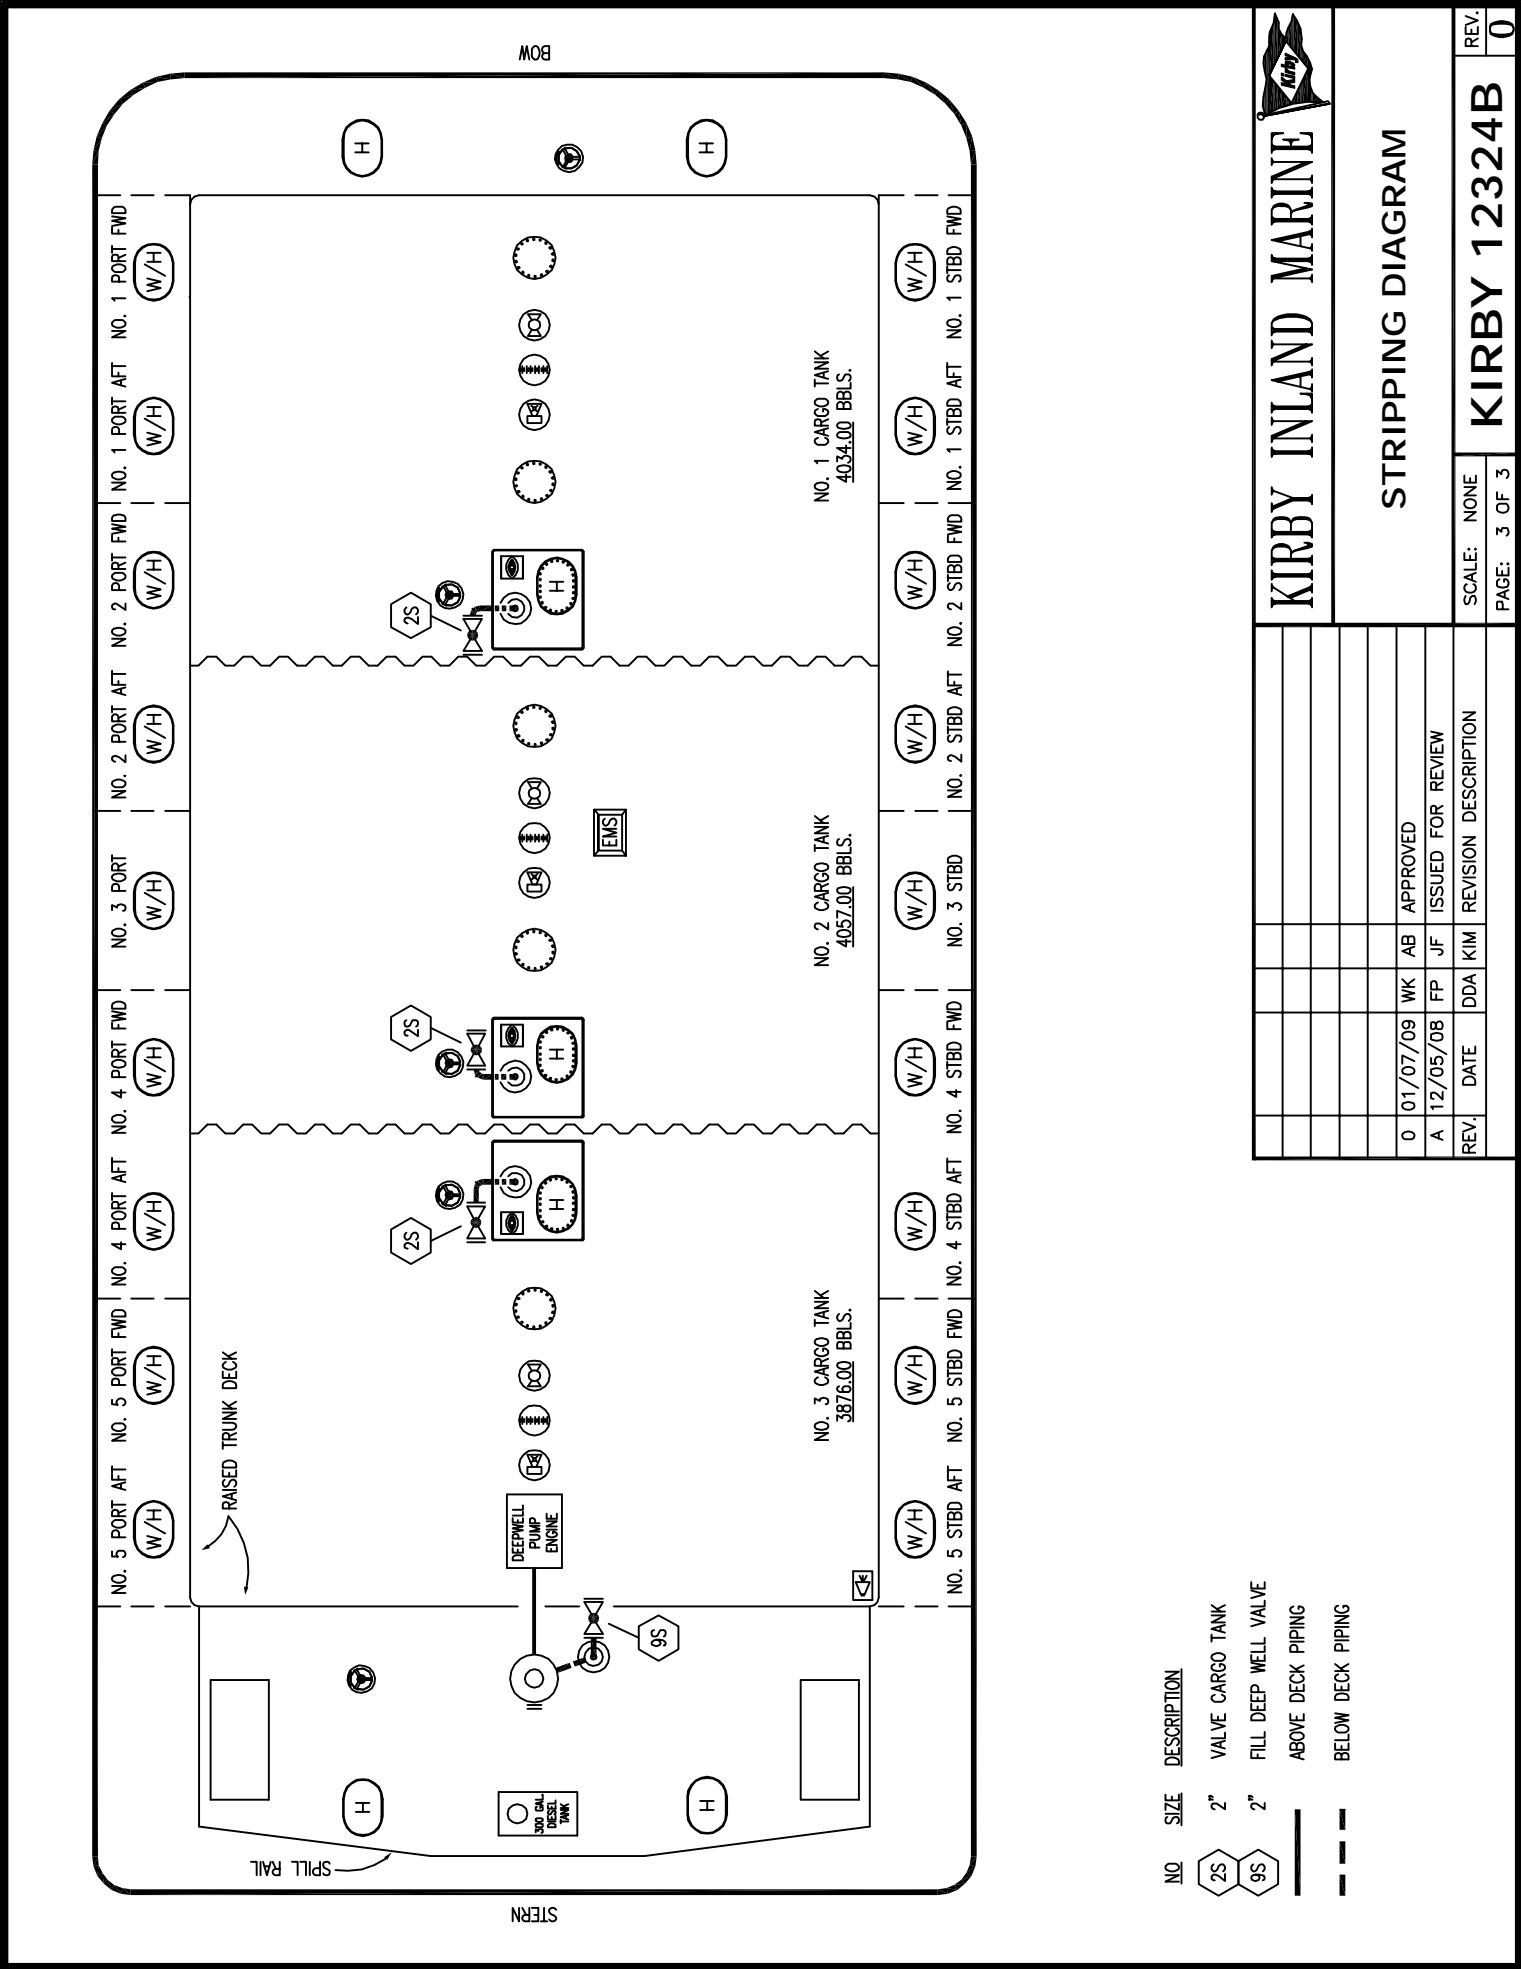 BOW
H
H
NO. 1 PORT FWD
W/H
NO. 1 PORT AFT
W/H
NO. 2 PORT FWD
W/H
NO. 2 PORT AFT
W/H
NO. 3 PORT
W/H
NO. 4 PORT FWD
W/H
NO. 4 PORT AFT
W/H
NO. 5 PORT FWD
W/H
NO. 5 PORT AFT
W/H
NO. 1 STBD FWD
W/H
NO. 1 STBD AFT
W/H
NO. 2 STBD FWD
W/H
NO. 2 STBD AFT
W/H
NO. 3 STBD
W/H
NO. 4 STBD FWD
W/H
NO. 4 STBD AFT
W/H
NO. 5 STBD FWD
W/H
NO. 5 STBD AFT
W/H
NO. 1 CARGO TANK
4034.00 BBLS.
2S
H
NO. 2 CARGO TANK
4057.00 BBLS.
EMS
2S
H
NO. 3 CARGO TANK
3876.00 BBLS.
2S
H
RAISED TRUNK DECK
DEEPWELL
PUMP
ENGINE
9S
H
H
300 GAL.
DIESEL
TANK
SPILL RAIL
STERN
NO SIZE DESCRIPTION
2S 2" VALVE CARGO TANK
9S 2" FILL DEEP WELL VALVE
ABOVE DECK PIPING
BELOW DECK PIPING
0 01/07/09 WK AB APPROVED
A 12/05/08 FP JF ISSUED FOR REVIEW
REV. DATE DDA KIM REVISION DESCRIPTION
KIRBY INLAND MARINE
Kirby
STRIPPING DIAGRAM
SCALE: NONE
PAGE: 3 OF 3
KIRBY 12324B
REV.
0